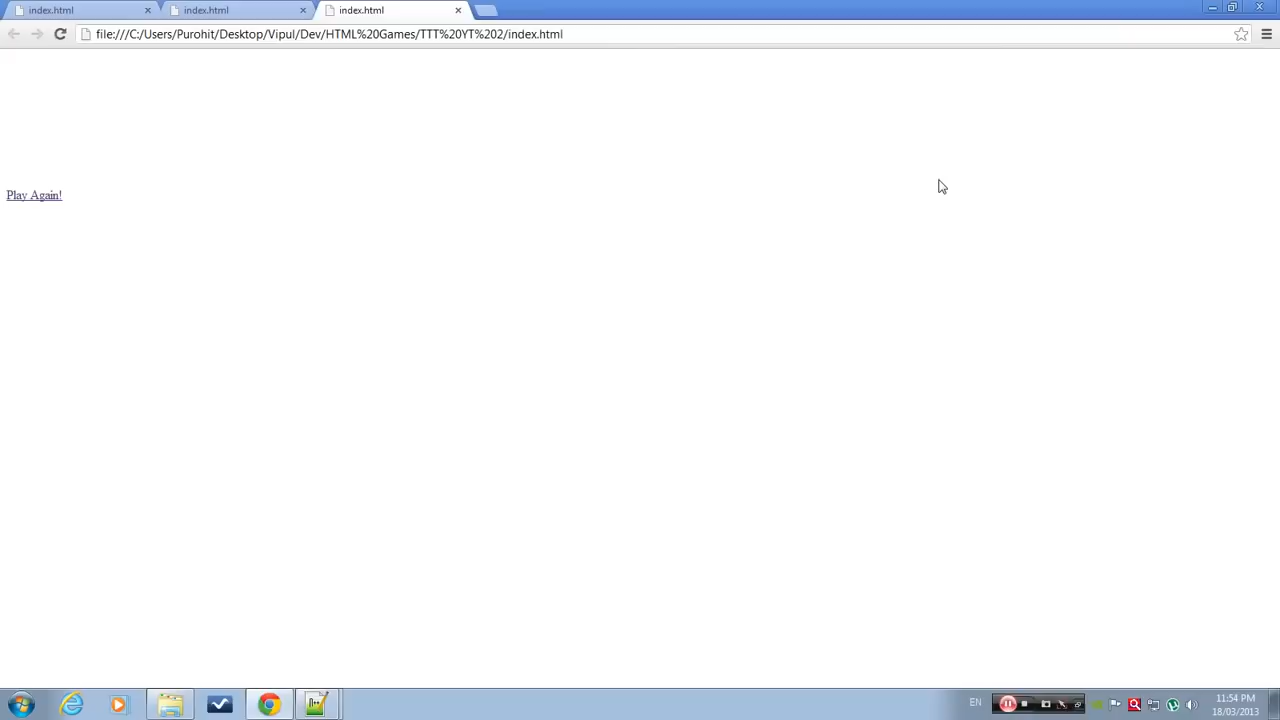 index.html index.html index.html
file:///C:/Users/Purohit/Desktop/Vipul/Dev/HTML%20Games/TTT%20YT%202/index.html
Play Again!
EN
11:54 PM
18/03/2013